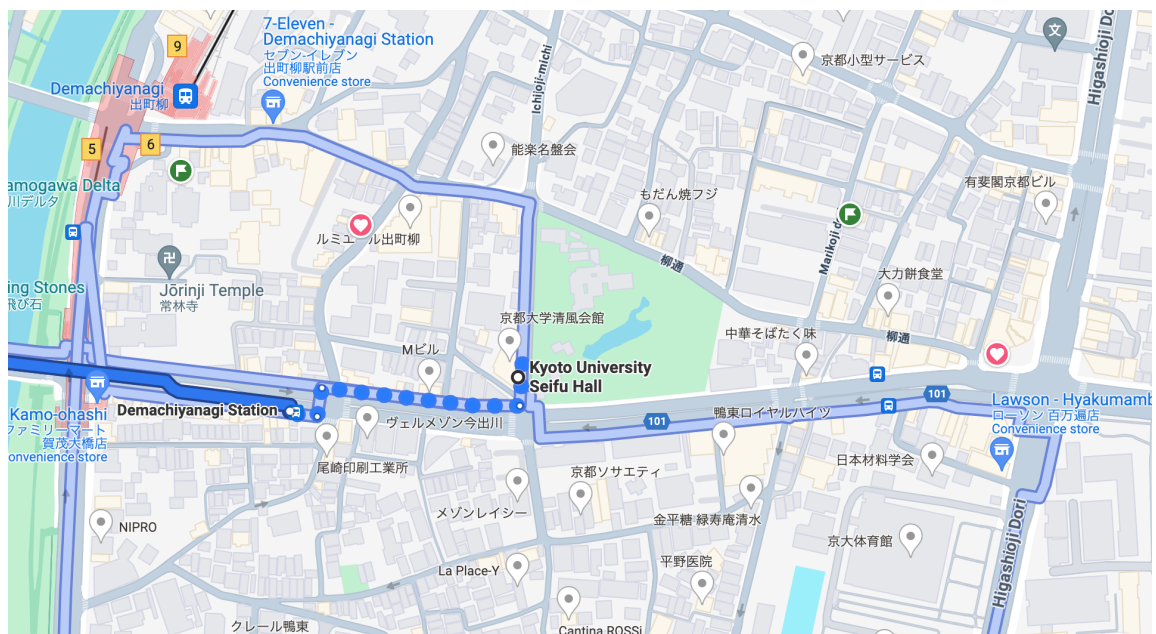 7-Eleven -
Demachiyanagi Station
セブン-イレブン
出町柳駅前店
Convenience store
9
Demachiyanagi
出町柳
5
6
Ichijoji-michi
京都小型サービス
文
Higashioji Do
能楽名盤会
有斐閣京都ビル
amogawa Delta
川デルタ
もだん焼フジ
ルミエール出町柳
Marikoji do
柳通
大力餅食堂
卍
Jōrinji Temple
常林寺
ing Stones
飛び石
京都大学清風会館
Mビル
中華そばたく味
柳通
Kyoto University
Seifu Hall
Demachiyanagi Station
Kamo-ohashi
ファミリーマート
賀茂大橋店
onvenience store
ヴェルメゾン今出川
101
鴨東ロイヤルハイツ
101
Lawson - Hyakumamb
ローソン 百万遍店
Convenience store
尾崎印刷工業所
京都ソサエティ
日本材料学会
メゾンレイシー
金平糖 緑寿庵清水
NIPRO
京大体育館
Higashioji Dori
La Place-Y
平野医院
クレール鴨東
Cantina ROSSi